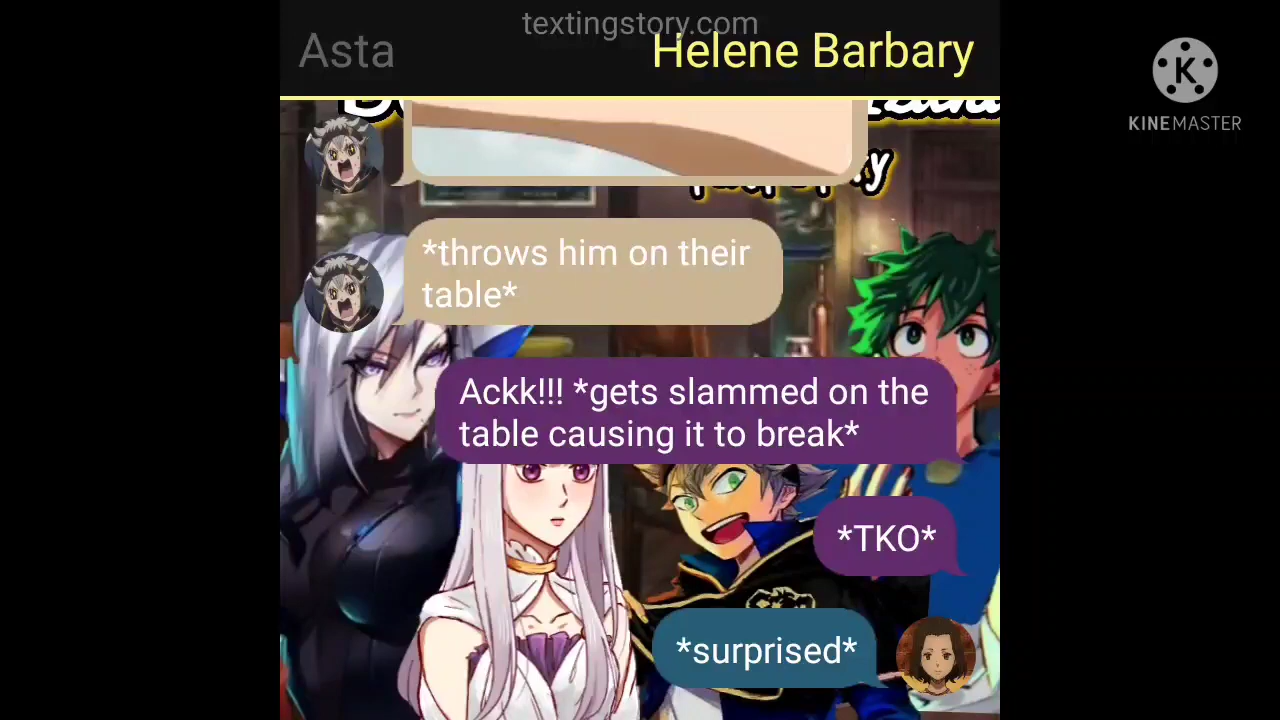 textingstory.com
Asta
Helene Barbary
K
KINEMASTER
*throws him on their
table*
Ackk!!! *gets slammed on the
table causing it to break*
*TKO*
*surprised*